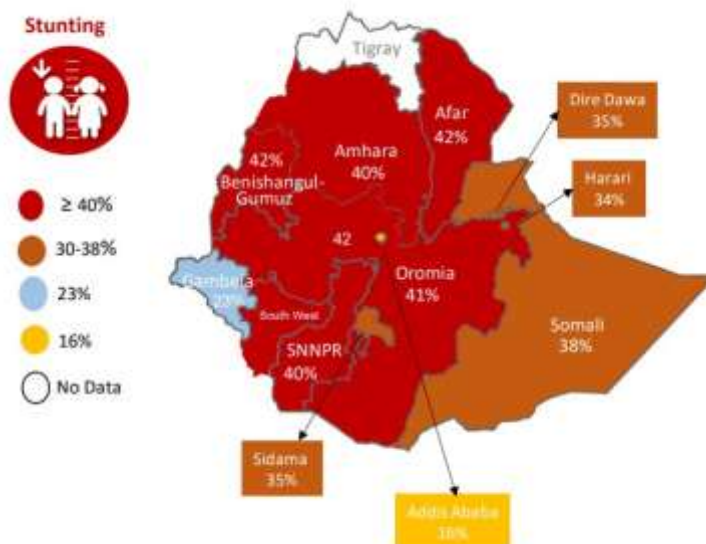 Stunting
≥ 40%
30-38%
23%
16%
No Data
Tigray
Afar
42%
Dire Dawa
35%
Amhara
40%
42%
Benishangul-
Gumuz
Harari
34%
42
Oromia
41%
Gambela
23%
South West
Somali
38%
SNNPR
40%
Sidama
35%
Addis Ababa
16%